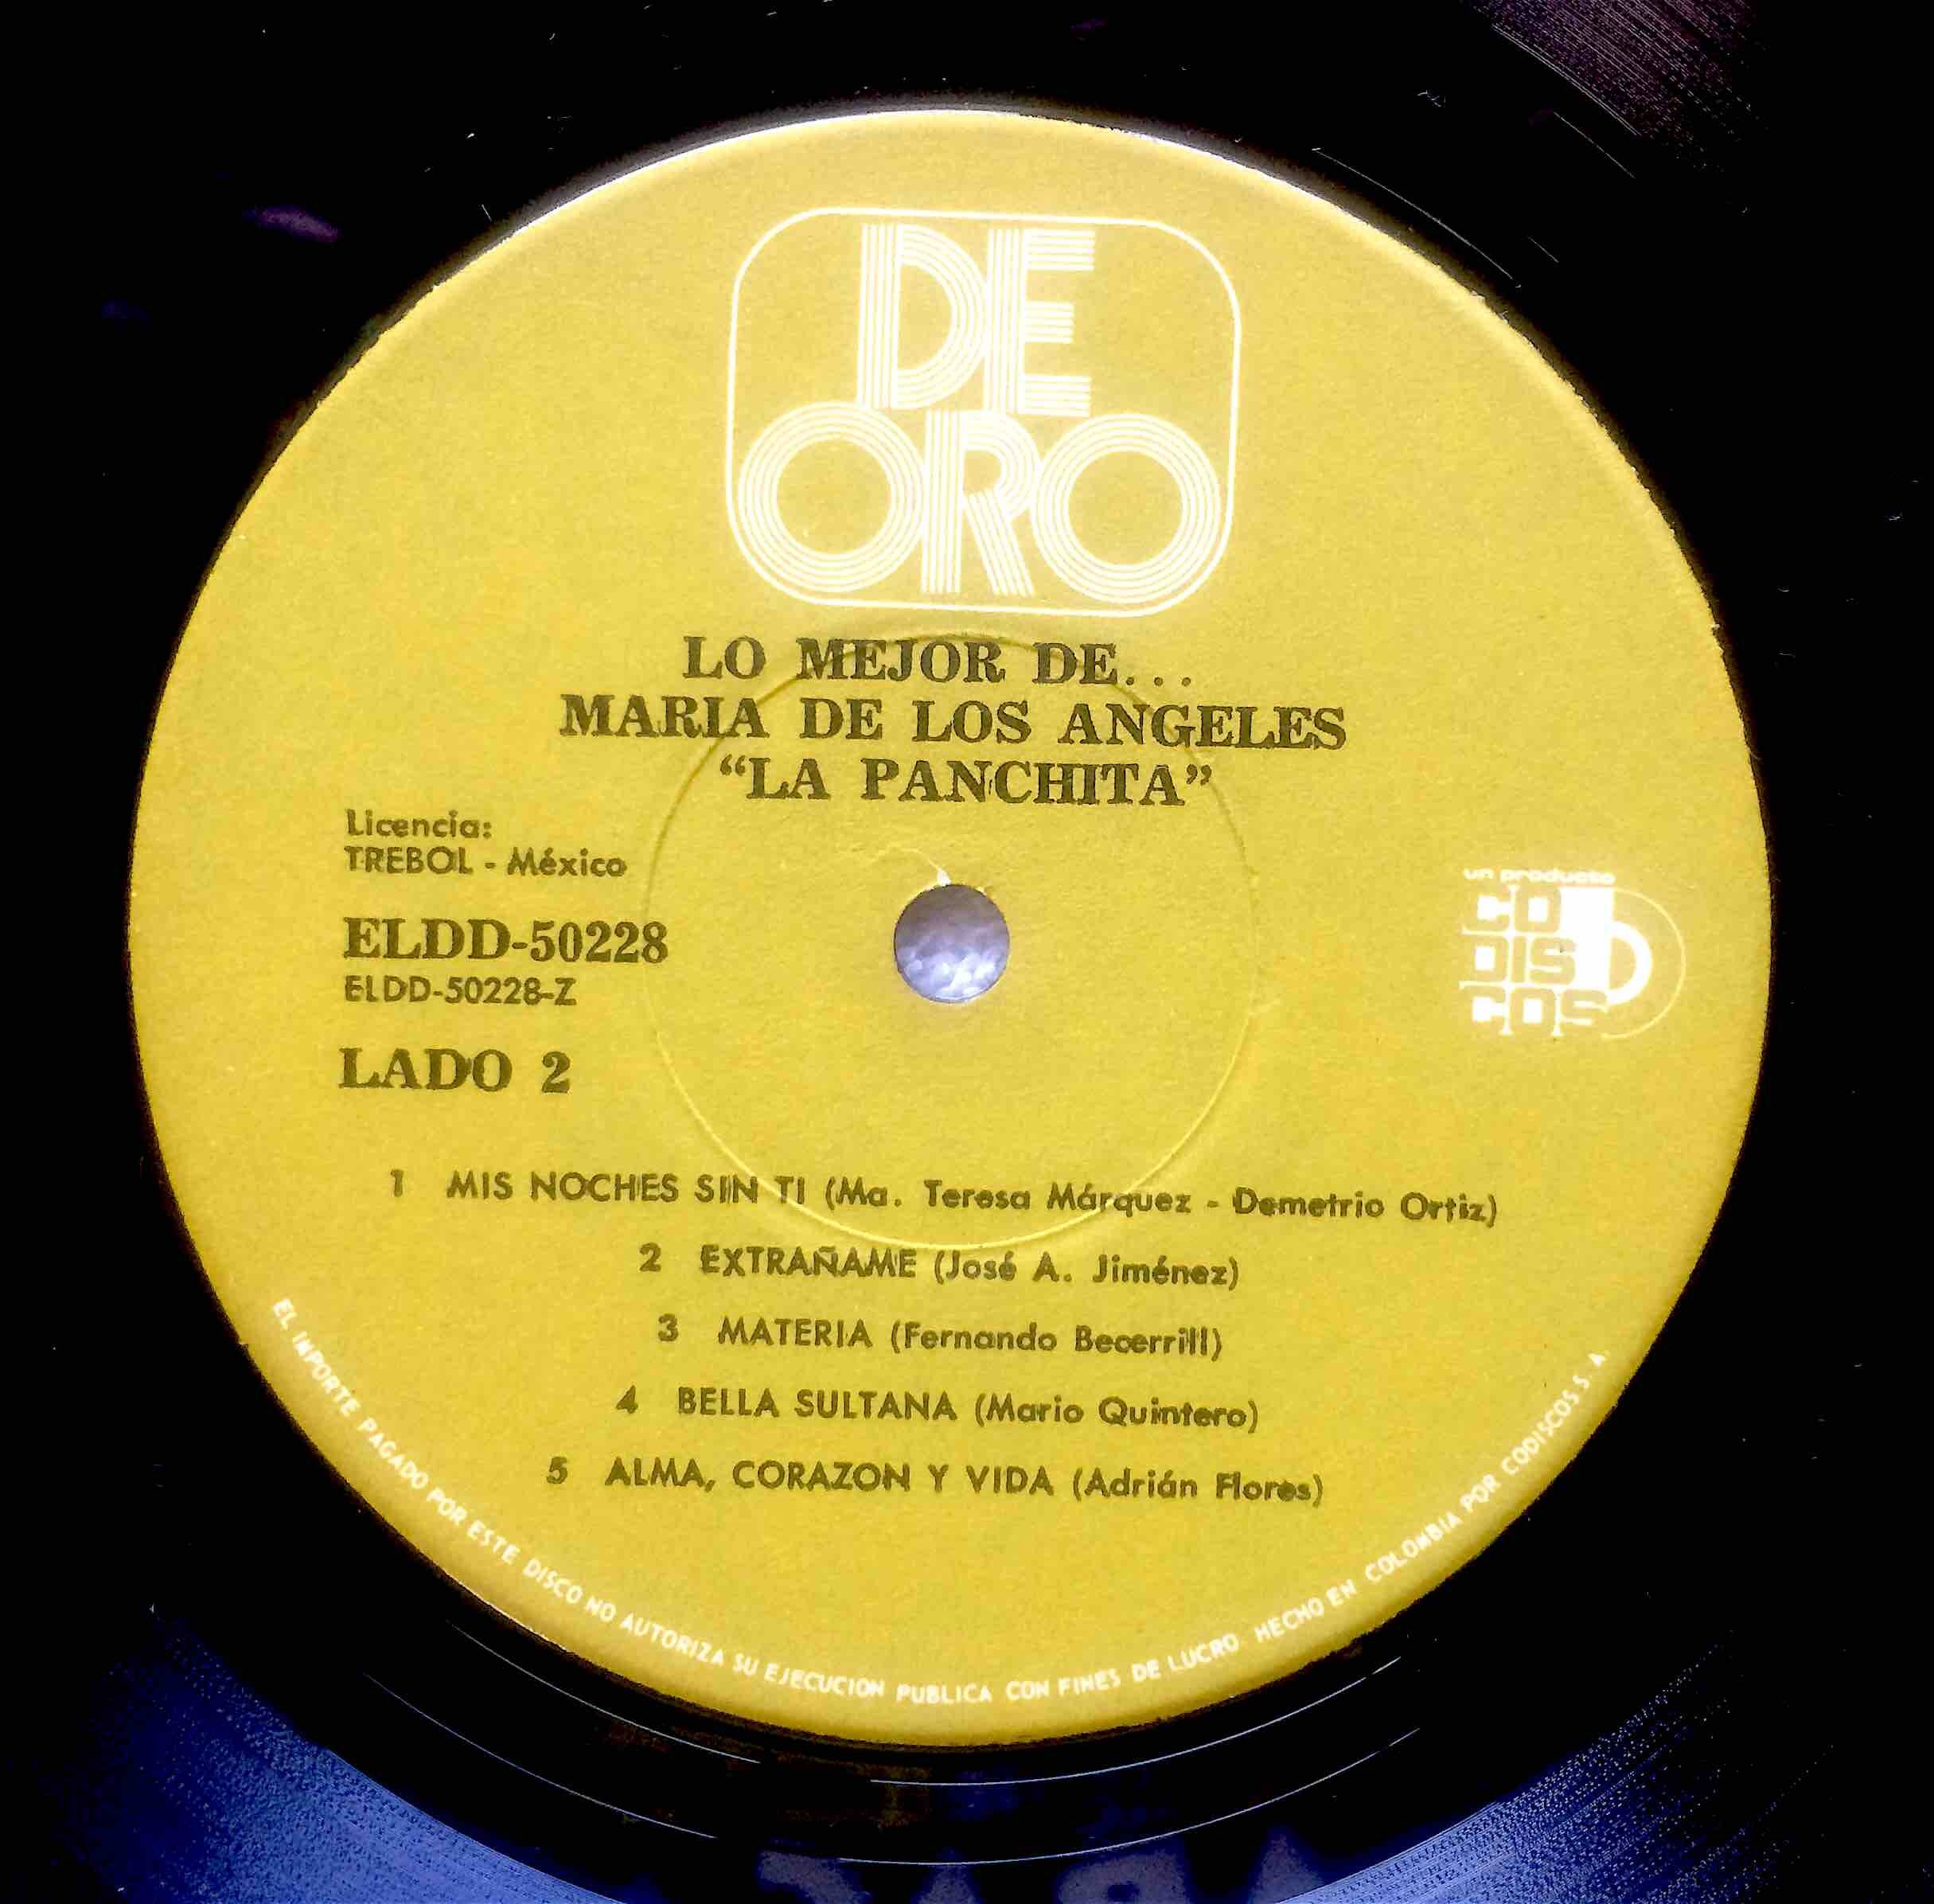 DE
ORO
LO MEJOR DE...
MARIA DE LOS ANGELES
“LA PANCHITA”
Licencia:
TREBOL - México
ELDD-50228
ELDD-50228-Z
LADO 2
un producto
CO
DIS
COS
1 MIS NOCHES SIN TI (Ma. Teresa Márquez - Demetrio Ortiz)
2 EXTRAÑAME (José A. Jiménez)
3 MATERIA (Fernando Becerrill)
4 BELLA SULTANA (Mario Quintero)
5 ALMA, CORAZON Y VIDA (Adrián Flores)
EL IMPORTE PAGADO POR ESTE DISCO NO AUTORIZA SU EJECUCION PUBLICA CON FINES DE LUCRO. HECHO EN COLOMBIA POR CODISCOS S. A.